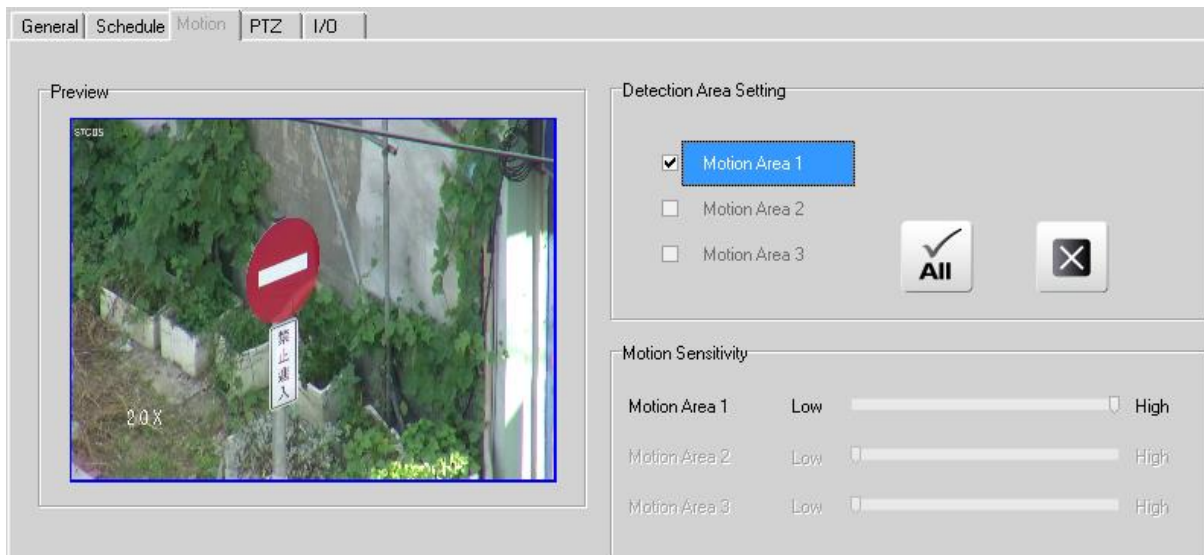 General Schedule Motion PTZ I/O
Preview
STC05
禁
止
進
入
2.0X
Detection Area Setting
Motion Area 1
Motion Area 2
Motion Area 3
All
Motion Sensitivity
Motion Area 1 Low High
Motion Area 2 Low High
Motion Area 3 Low High